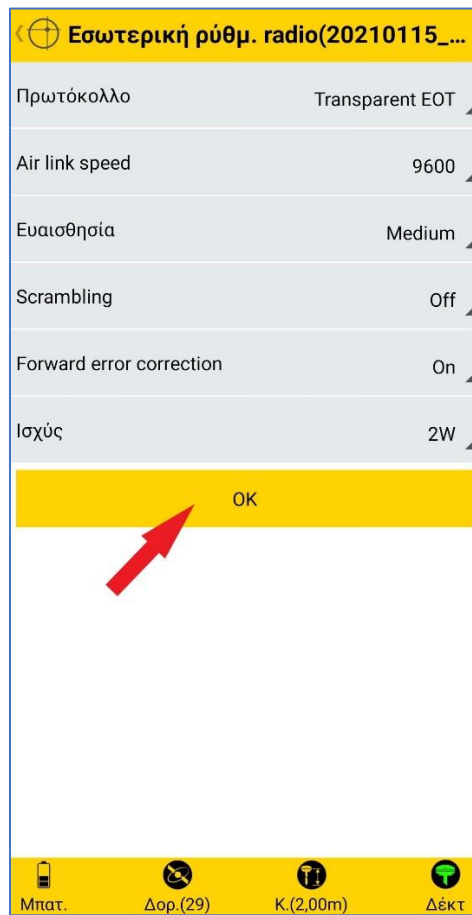 Εσωτερική ρύθμ. radio(20210115_...
Πρωτόκολλο Transparent EOT
Air link speed 9600
Ευαισθησία Medium
Scrambling Off
Forward error correction On
Ισχύς 2W
OK
Μπατ. Δορ.(29) Κ.(2,00m) Δέκτ